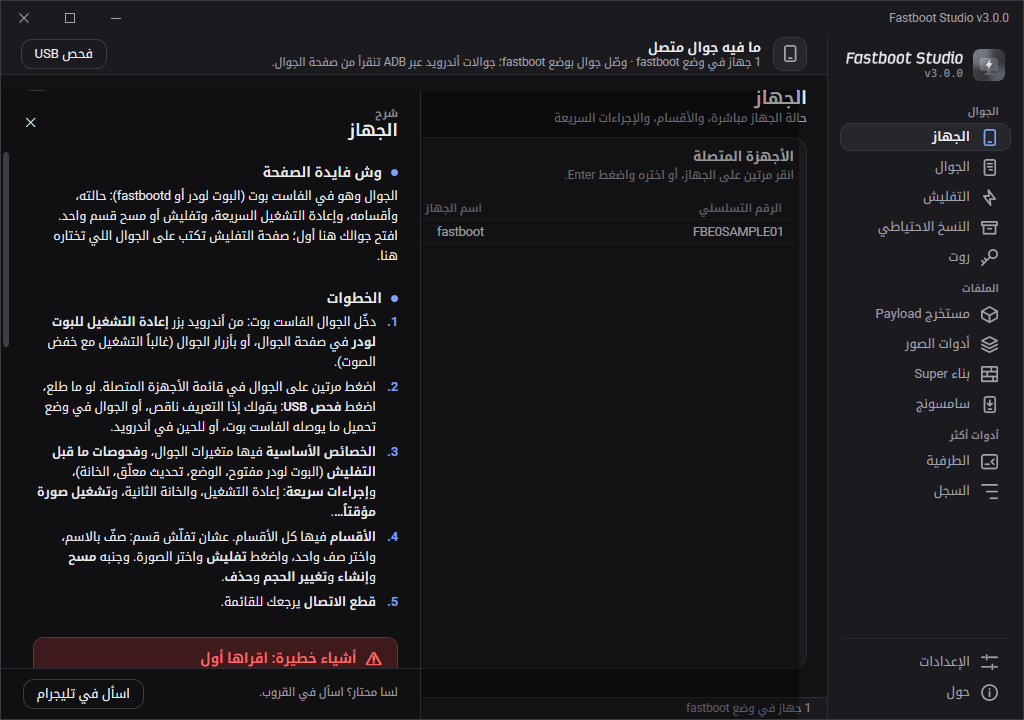 Fastboot Studio v3.0.0
ما فيه جوال متصل
1 جهاز في وضع fastboot · وصّل جوال بوضع fastboot؛ جوالات أندرويد عبر ADB تنقرأ من صفحة الجوال.
فحص USB
Fastboot Studio
v3.0.0
الجوال
الجهاز
الجوال
التفليش
النسخ الاحتياطي
روت
الملفات
مستخرج Payload
أدوات الصور
بناء Super
سامسونج
أدوات أكثر
الطرفية
السجل
الإعدادات
حول
الجهاز
حالة الجهاز مباشرة، والأقسام، والإجراءات السريعة
الأجهزة المتصلة
انقر مرتين على الجهاز، أو اختره واضغط Enter.
الرقم التسلسلي
اسم الجهاز
FBE0SAMPLE01
fastboot
1 جهاز في وضع fastboot
شرح
الجهاز
وش فايدة الصفحة
الجوال وهو في الفاست بوت (البوت لودر أو fastbootd): حالته،
وأقسامه، وإعادة التشغيل السريعة، وتفليش أو مسح قسم واحد.
افتح جوالك هنا أول؛ صفحة التفليش تكتب على الجوال اللي تختاره
هنا.
الخطوات
1. دخّل الجوال الفاست بوت: من أندرويد بزر إعادة التشغيل للبوت
لودر في صفحة الجوال، أو بأزرار الجوال (غالباً التشغيل مع خفض
الصوت).
2. اضغط مرتين على الجوال في قائمة الأجهزة المتصلة. لو ما طلع،
اضغط فحص USB: يقولك إذا التعريف ناقص، أو الجوال في وضع
تحميل ما يوصله الفاست بوت، أو للحين في أندرويد.
3. الخصائص الأساسية فيها متغيرات الجوال، وفحوصات ما قبل
التفليش (البوت لودر مفتوح، الوضع، تحديث معلّق، الخانة)،
وإجراءات سريعة: إعادة التشغيل، والخانة الثانية، وتشغيل صورة
مؤقتاً….
4. الأقسام فيها كل الأقسام. عشان تفلّش قسم: صفّ بالاسم،
واختر صف واحد، واضغط تفليش واختر الصورة. وجنبه مسح
وإنشاء وتغيير الحجم وحذف.
5. قطع الاتصال يرجعك للقائمة.
أشياء خطيرة: اقراها أول
لسا محتار؟ اسأل في القروب.
اسأل في تليجرام